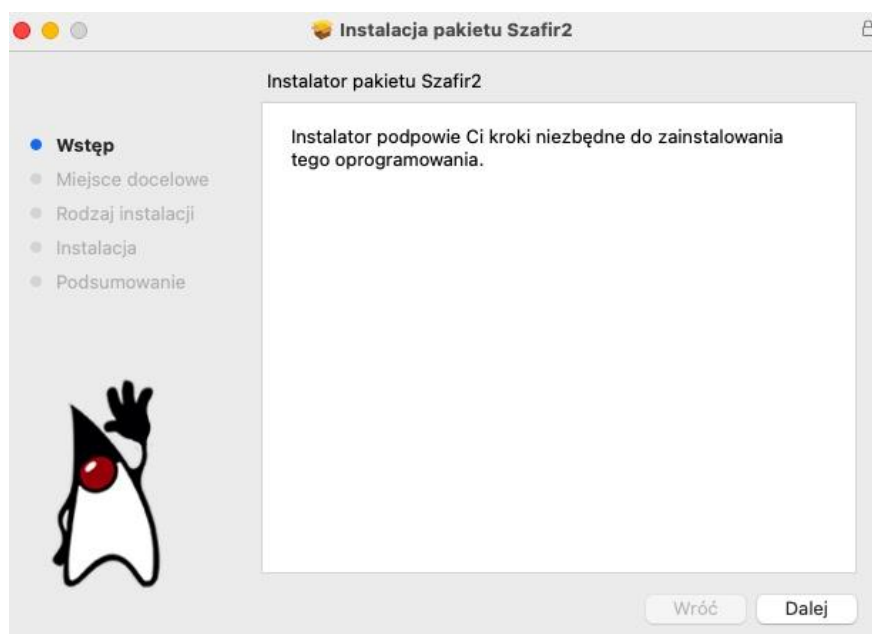 Instalacja pakietu Szafir2
Instalator pakietu Szafir2
Wstęp
Miejsce docelowe
Rodzaj instalacji
Instalacja
Podsumowanie
Instalator podpowie Ci kroki niezbędne do zainstalowania
tego oprogramowania.
Wróć
Dalej